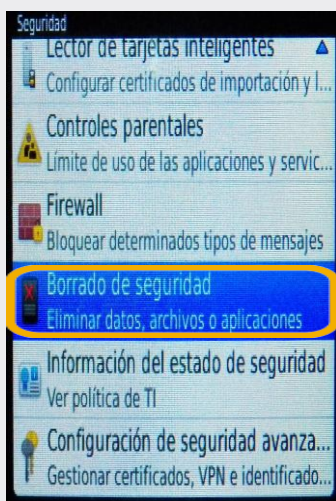 Seguridad
Lector de tarjetas inteligentes
Configurar certificados de importación y l...
Controles parentales
Límite de uso de las aplicaciones y servic...
Firewall
Bloquear determinados tipos de mensajes
Borrado de seguridad
Eliminar datos, archivos o aplicaciones
Información del estado de seguridad
Ver política de TI
Configuración de seguridad avanza...
Gestionar certificados, VPN e identificado...